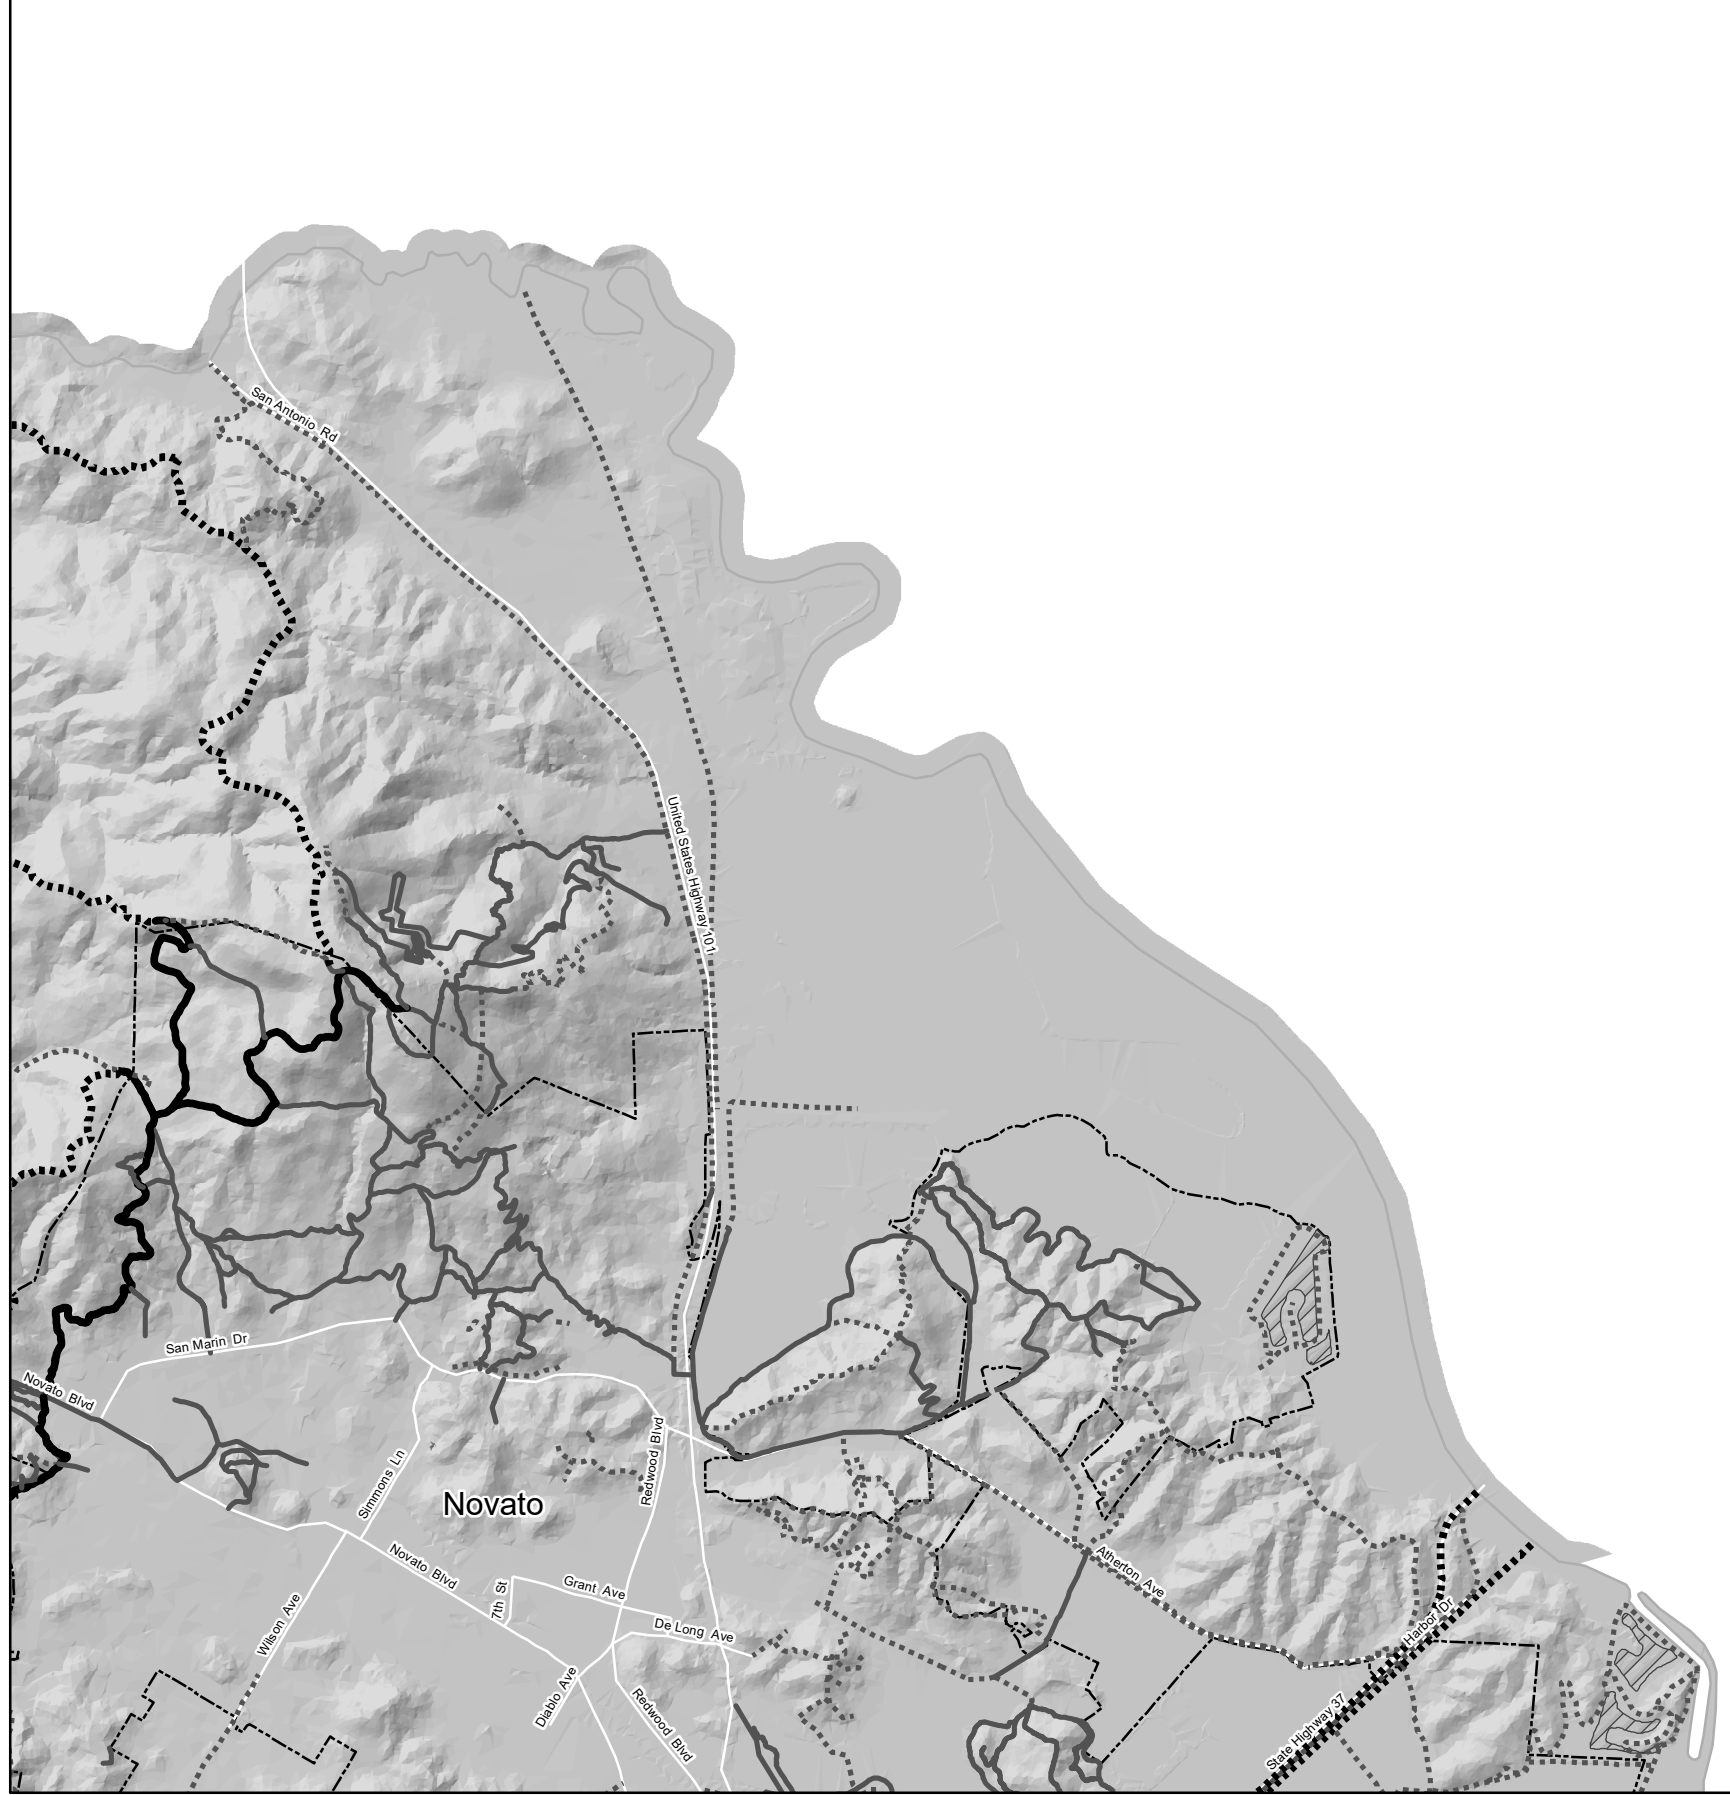 San Antonio Rd
United States Highway 101
San Marin Dr
Novato Blvd
Simmons Ln
Redwood Blvd
Novato
Novato Blvd
7th St
Grant Ave
Atherton Ave
Wilson Ave
De Long Ave
Harbor Dr
Diablo Ave
Redwood Blvd
State Highway 37